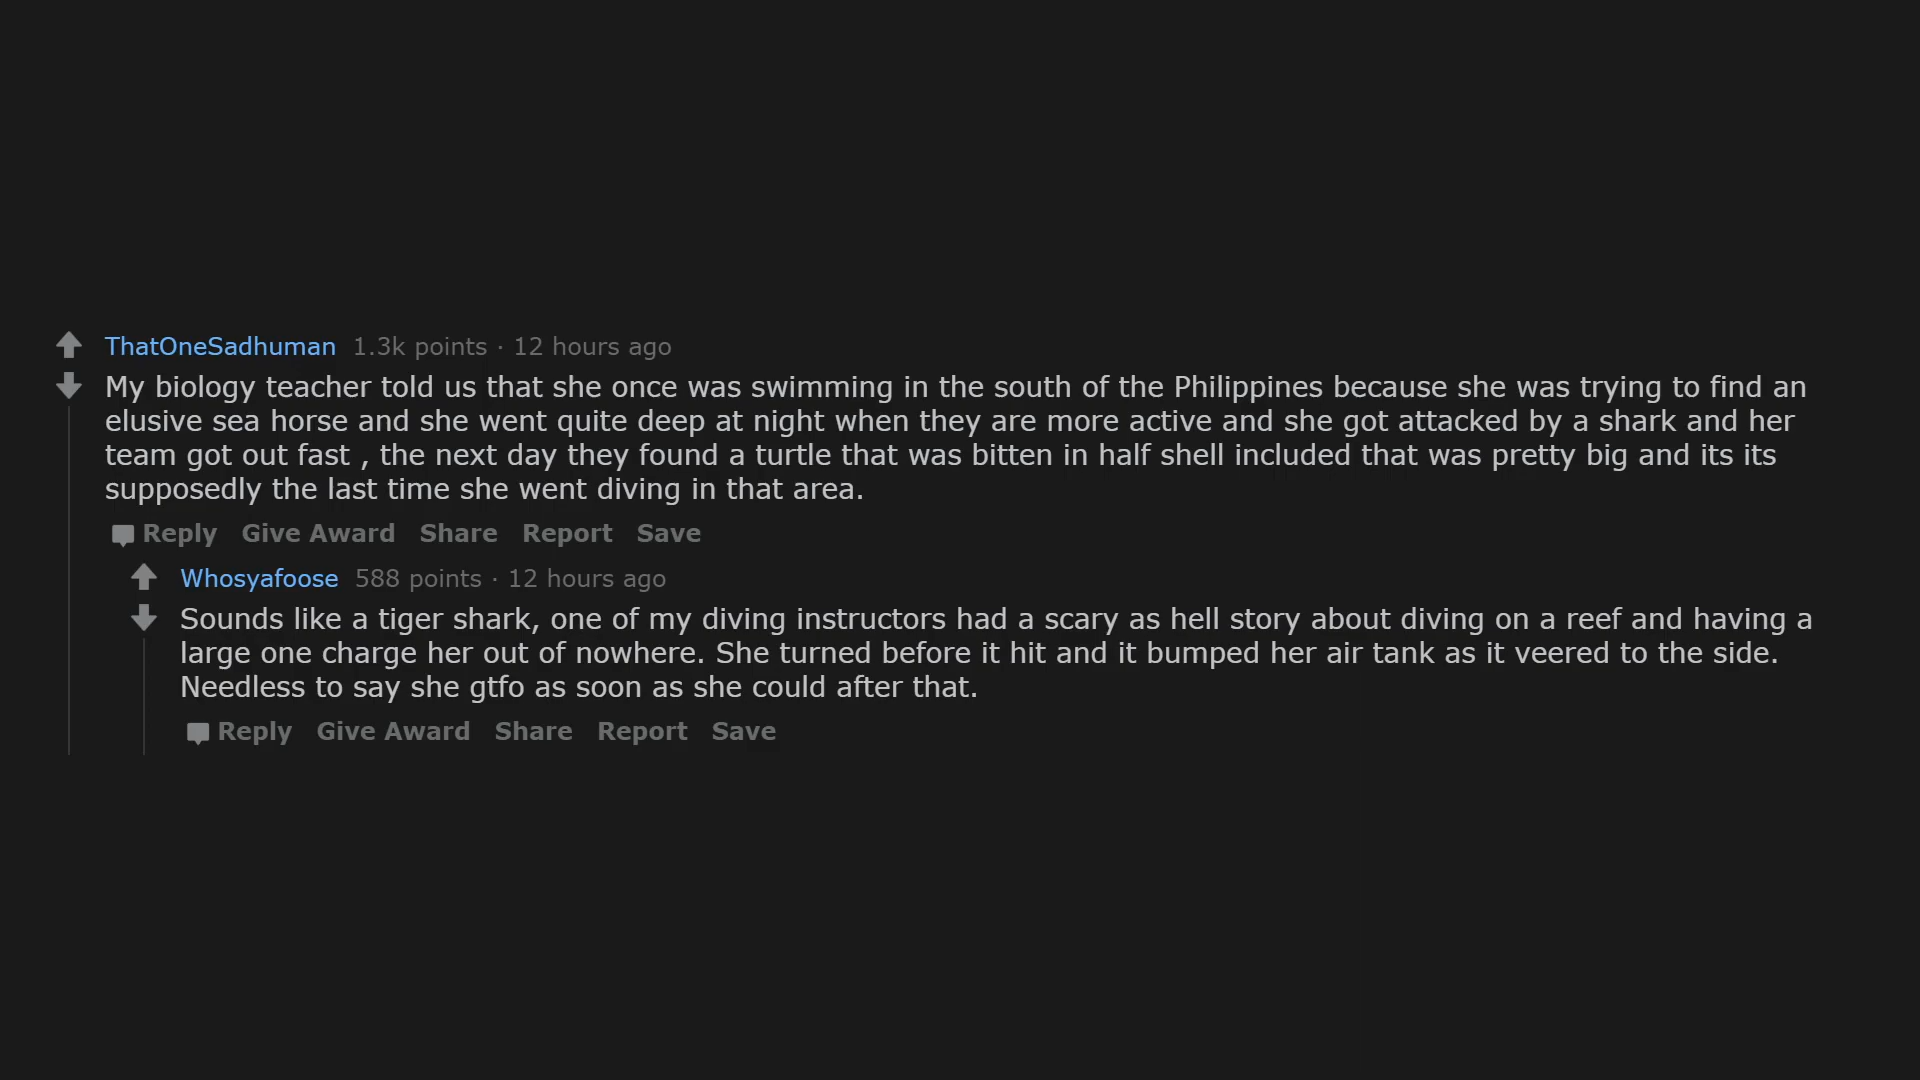 ThatOneSadhuman 1.3k points · 12 hours ago
My biology teacher told us that she once was swimming in the south of the Philippines because she was trying to find an
elusive sea horse and she went quite deep at night when they are more active and she got attacked by a shark and her
team got out fast , the next day they found a turtle that was bitten in half shell included that was pretty big and its its
supposedly the last time she went diving in that area.
Reply Give Award Share Report Save
Whosyafoose 588 points · 12 hours ago
Sounds like a tiger shark, one of my diving instructors had a scary as hell story about diving on a reef and having a
large one charge her out of nowhere. She turned before it hit and it bumped her air tank as it veered to the side.
Needless to say she gtfo as soon as she could after that.
Reply Give Award Share Report Save